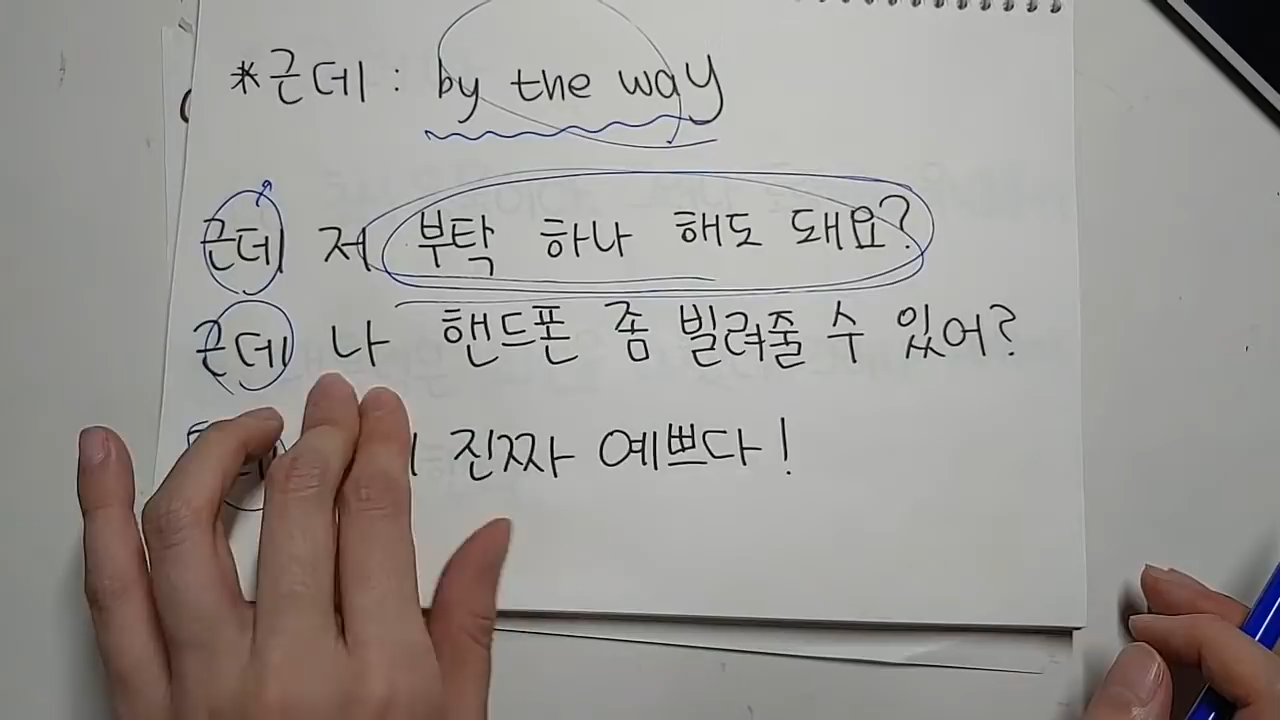 *근데 : by the way
근데 저 부탁 하나 해도 돼요?
근데 나 핸드폰 좀 빌려줄 수 있어?
진짜 예쁘다!